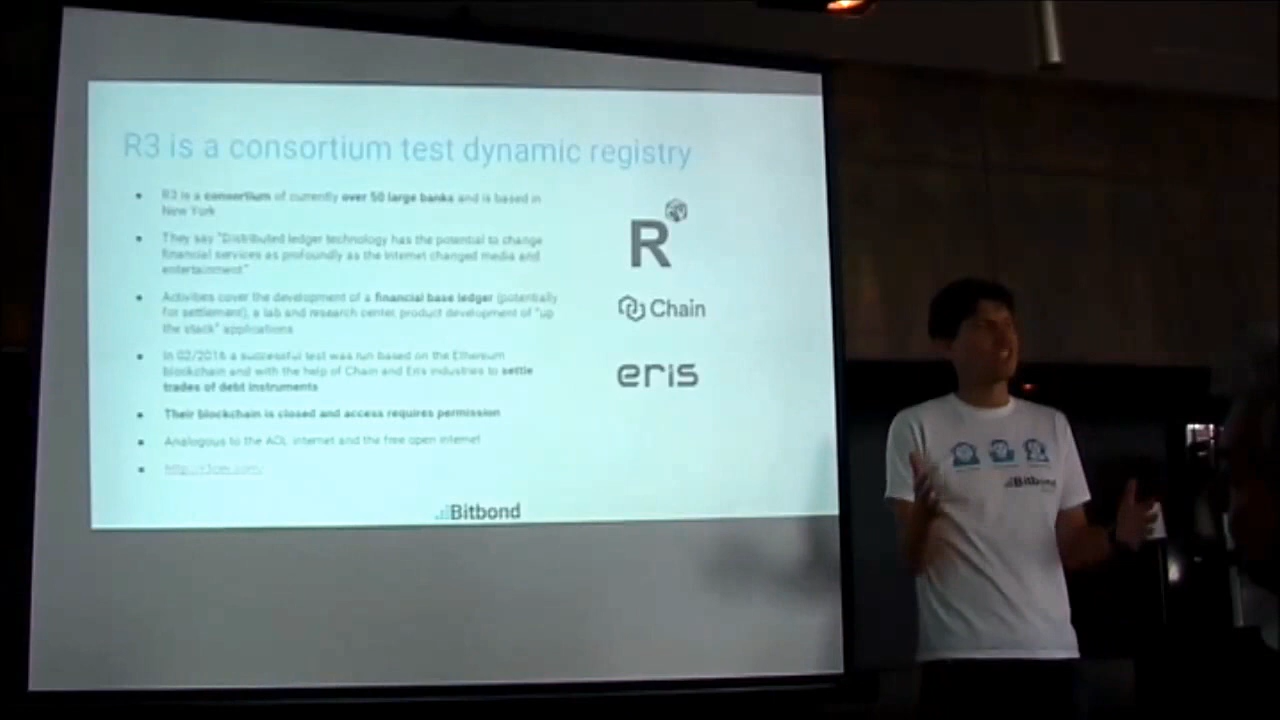 R3 is a consortium test dynamic registry
R3 is a consortium of currently over 50 large banks and is based in
New York
They say "Distributed ledger technology has the potential to change
financial services as profoundly as the Internet changed media and
entertainment"
Activities cover the development of a financial base ledger (potentially
for settlement), a lab and research center, product development of "up
the stack" applications
In 02/2016 a successful test was run based on the Ethereum
blockchain and with the help of Chain and Eris industries to settle
trades of debt instruments
Their blockchain is closed and access requires permission
Analogous to the AOL internet and the free open internet
http://r3cev.com/
R
Chain
eris
Bitbond
Bitbond